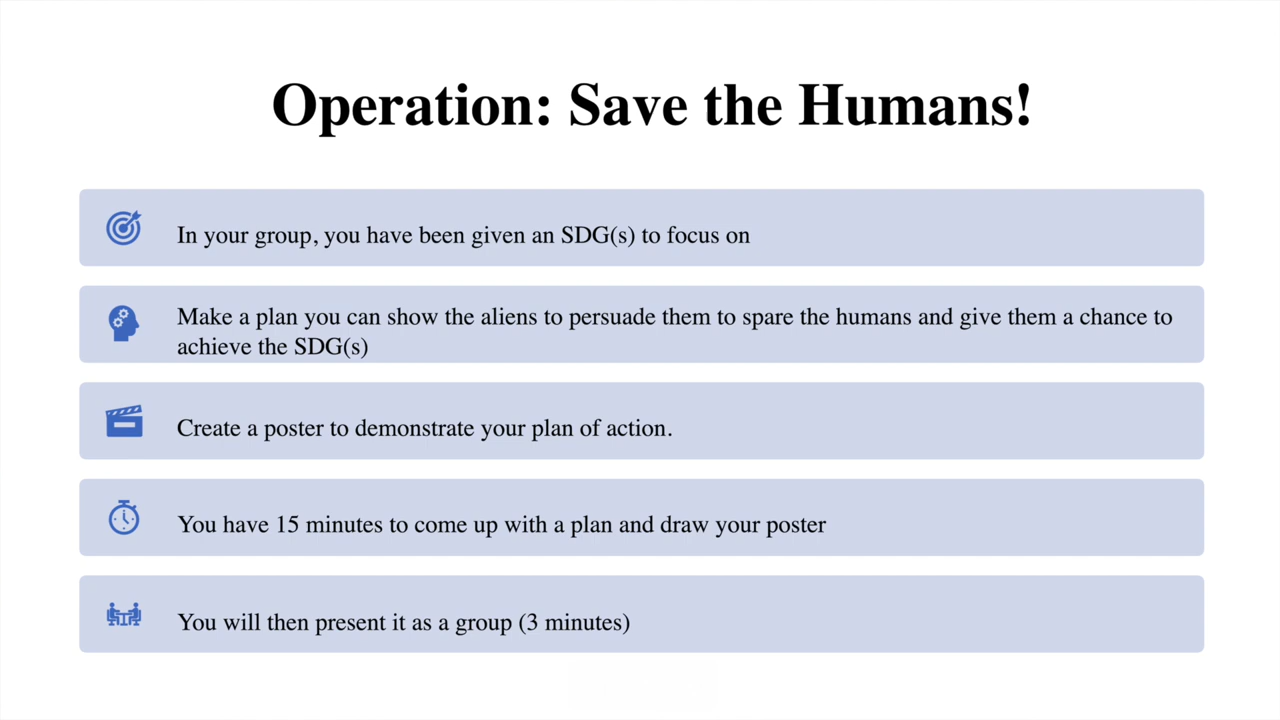 Operation: Save the Humans!
In your group, you have been given an SDG(s) to focus on
Make a plan you can show the aliens to persuade them to spare the humans and give them a chance to
achieve the SDG(s)
Create a poster to demonstrate your plan of action.
You have 15 minutes to come up with a plan and draw your poster
You will then present it as a group (3 minutes)